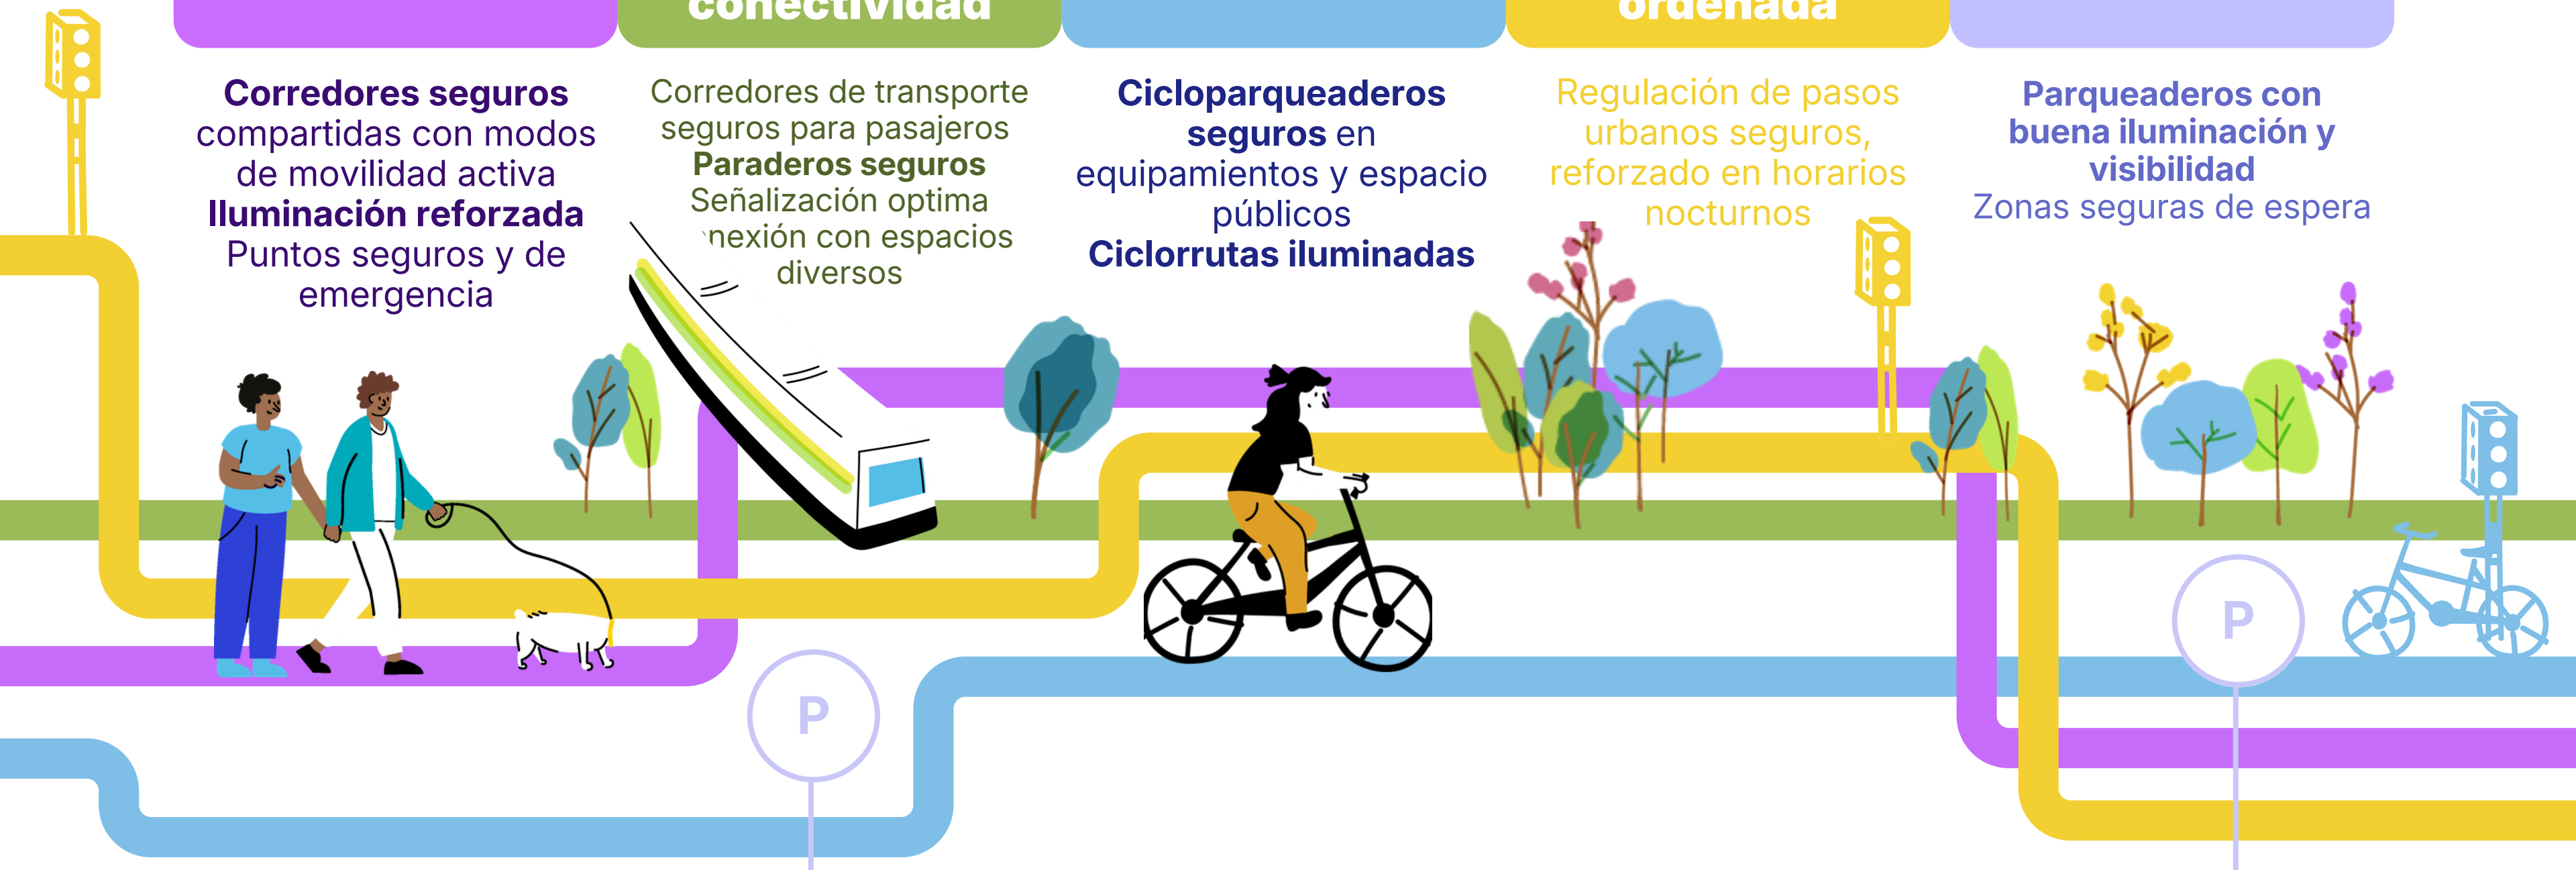 conectividad
ordenada
Corredores seguros
compartidas con modos
de movilidad activa
Iluminación reforzada
Puntos seguros y de
emergencia
Corredores de transporte
seguros para pasajeros
Paraderos seguros
Señalización optima
nexión con espacios
diversos
Cicloparqueaderos
seguros en
equipamientos y espacio
públicos
Ciclorrutas iluminadas
Regulación de pasos
urbanos seguros,
reforzado en horarios
nocturnos
Parqueaderos con
buena iluminación y
visibilidad
Zonas seguras de espera
P
P